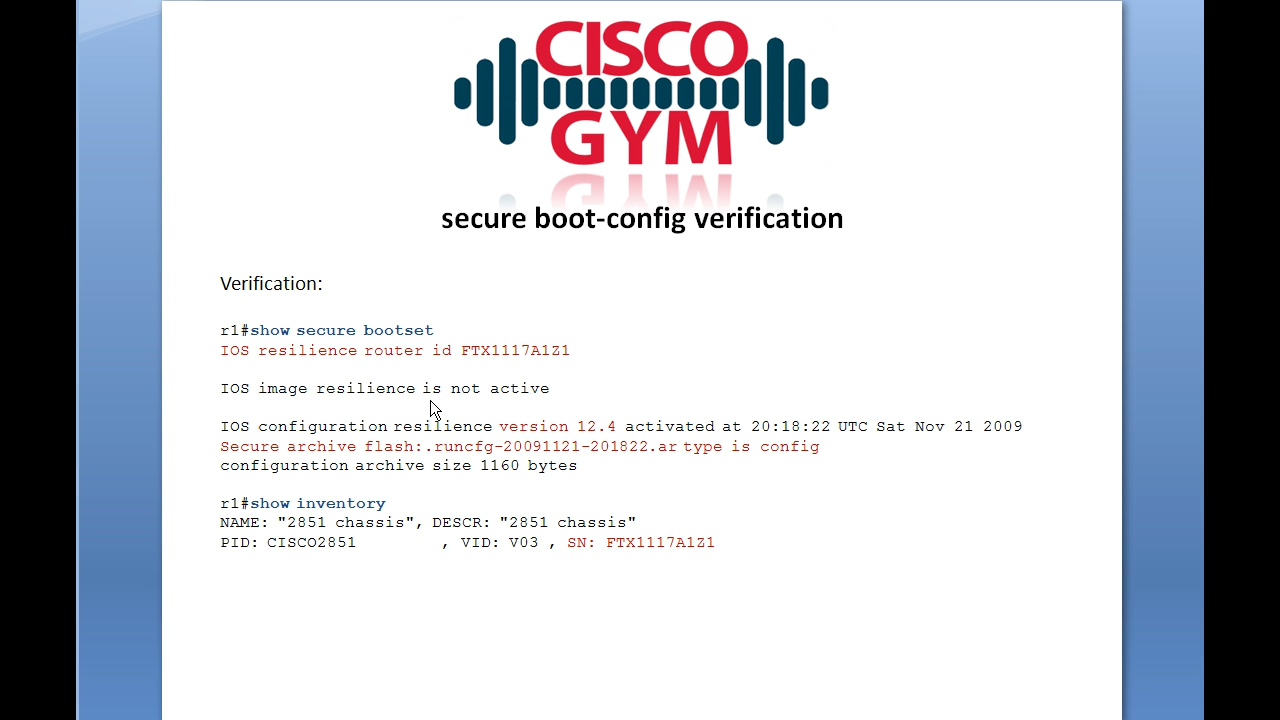 CISCO
GYM
secure boot-config verification
Verification:
r1#show secure bootset
IOS resilience router id FTX1117A1Z1
IOS image resilience is not active
IOS configuration resilience version 12.4 activated at 20:18:22 UTC Sat Nov 21 2009
Secure archive flash:.runcfg-20091121-201822.ar type is config
configuration archive size 1160 bytes
r1#show inventory
NAME: "2851 chassis", DESCR: "2851 chassis"
PID: CISCO2851         , VID: V03 , SN: FTX1117A1Z1